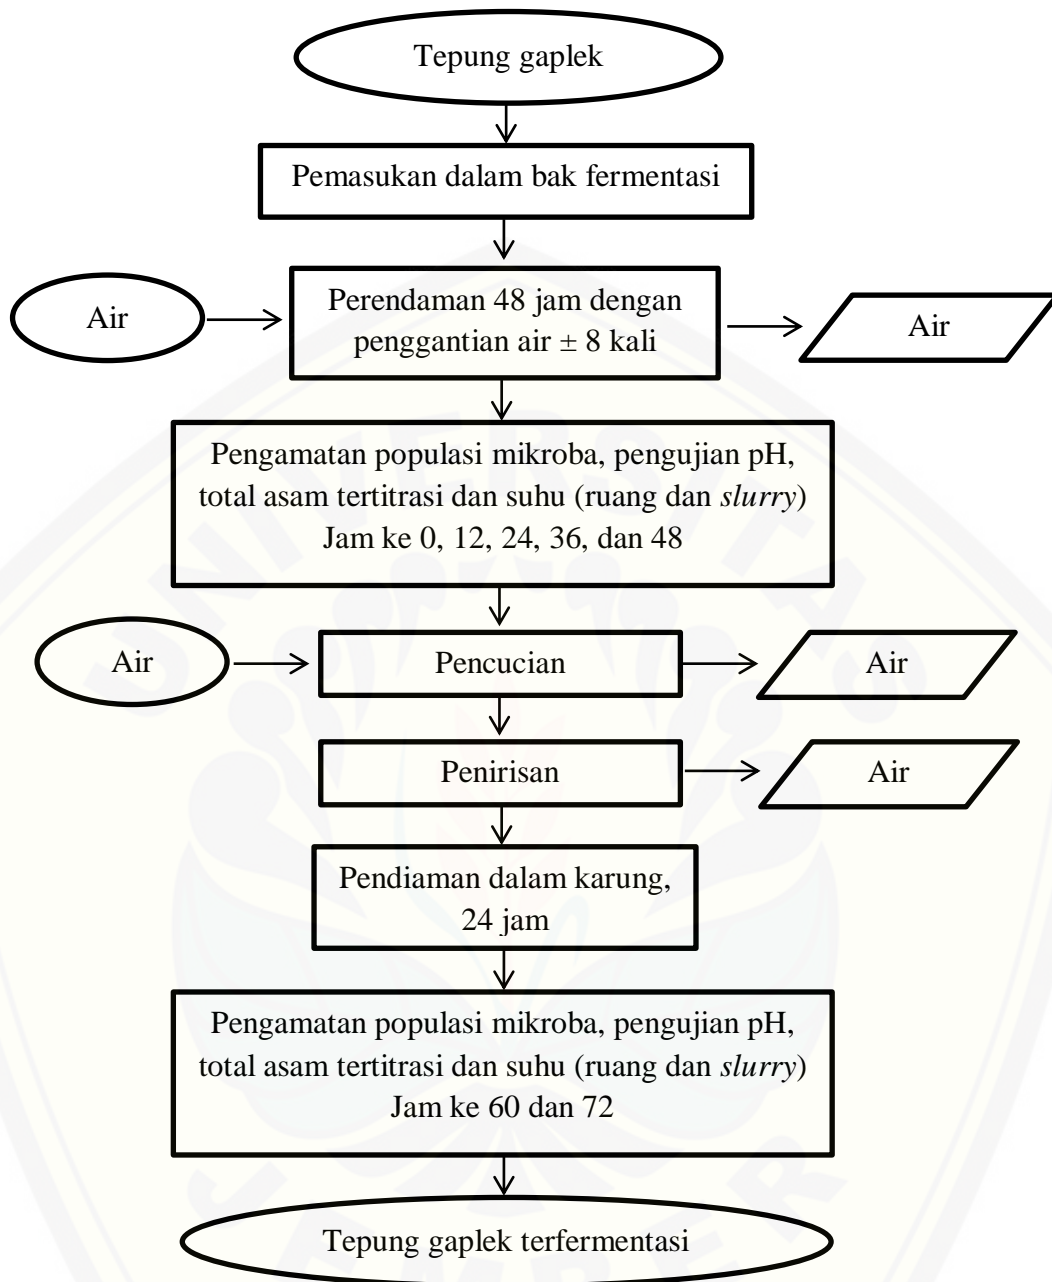 Tepung gaplek
Pemasukan dalam bak fermentasi
Air
Perendaman 48 jam dengan
penggantian air ± 8 kali
Air
Pengamatan populasi mikroba, pengujian pH,
total asam tertitrasi dan suhu (ruang dan slurry)
Jam ke 0, 12, 24, 36, dan 48
Air
Pencucian
Air
Penirisan
Air
Pendiaman dalam karung,
24 jam
Pengamatan populasi mikroba, pengujian pH,
total asam tertitrasi dan suhu (ruang dan slurry)
Jam ke 60 dan 72
Tepung gaplek terfermentasi
UNIVERSITAS
JEMBER